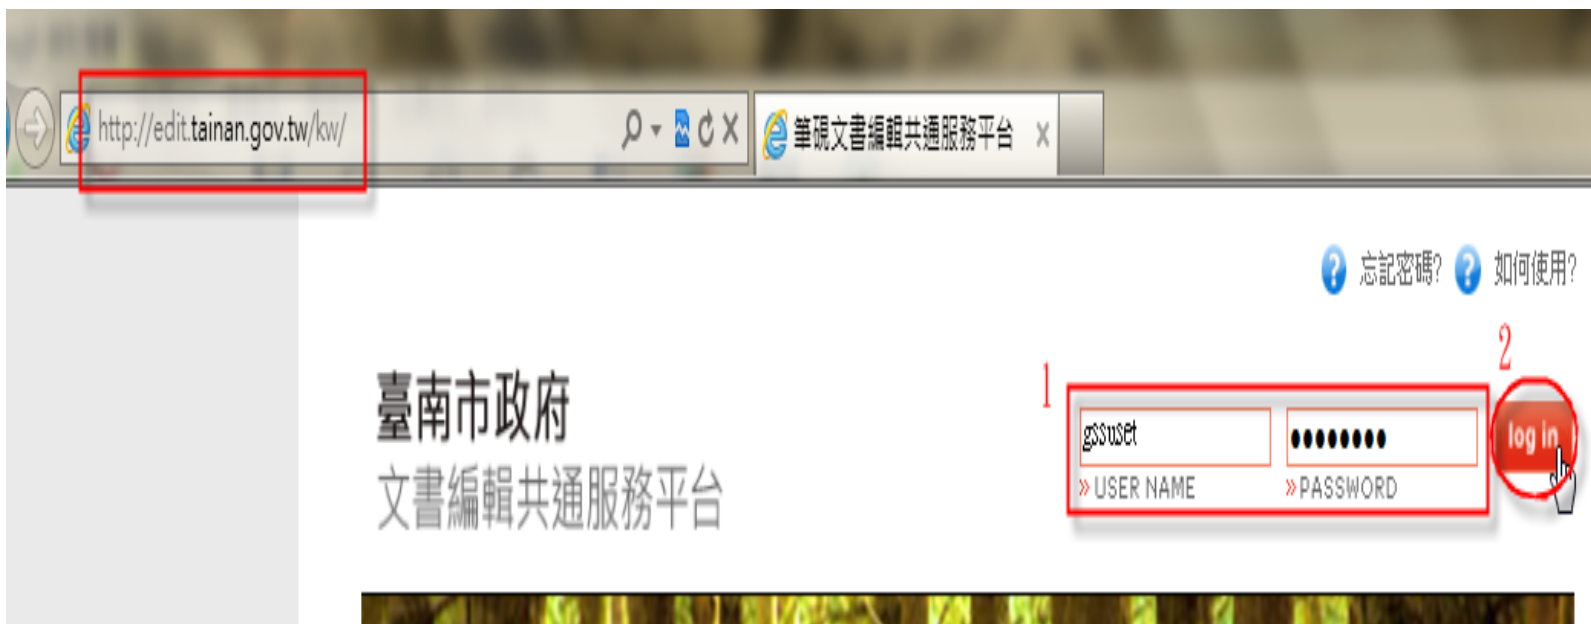 http://edit.tainan.gov.tw/kw/
筆硯文書編輯共通服務平台
忘記密碼? 如何使用?
2
1
臺南市政府
gssuset ●●●●●●●● log in
» USER NAME » PASSWORD
文書編輯共通服務平台